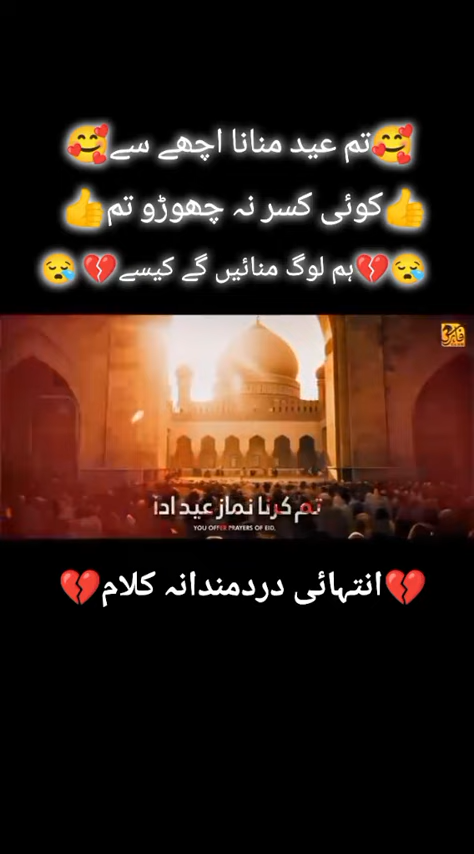 🥰تم عید منانا اچھے سے🥰
👍کوئی کسر نہ چھوڑو تم👍
😪💔ہم لوگ منائیں گے کیسے💔😪
تم کرنا نماز عید ادا
YOU OFFER PRAYERS OF EID,
💔انتہائی دردمندانہ کلام💔